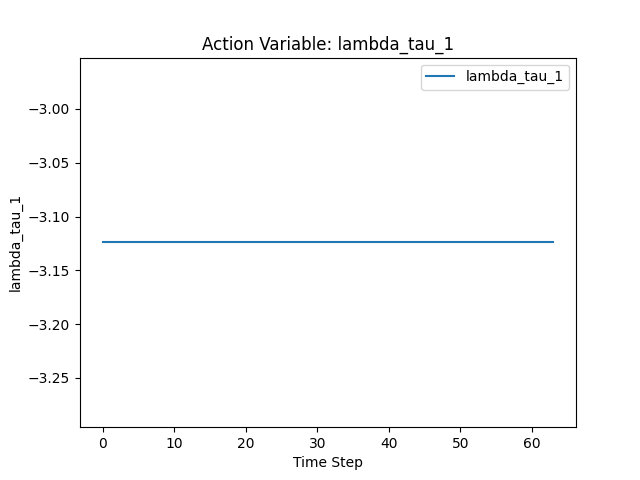 Action Variable: lambda_tau_1
lambda_tau_1
−3.00
−3.05
−3.10
−3.15
−3.20
−3.25
lambda_tau_1
0 10 20 30 40 50 60
Time Step